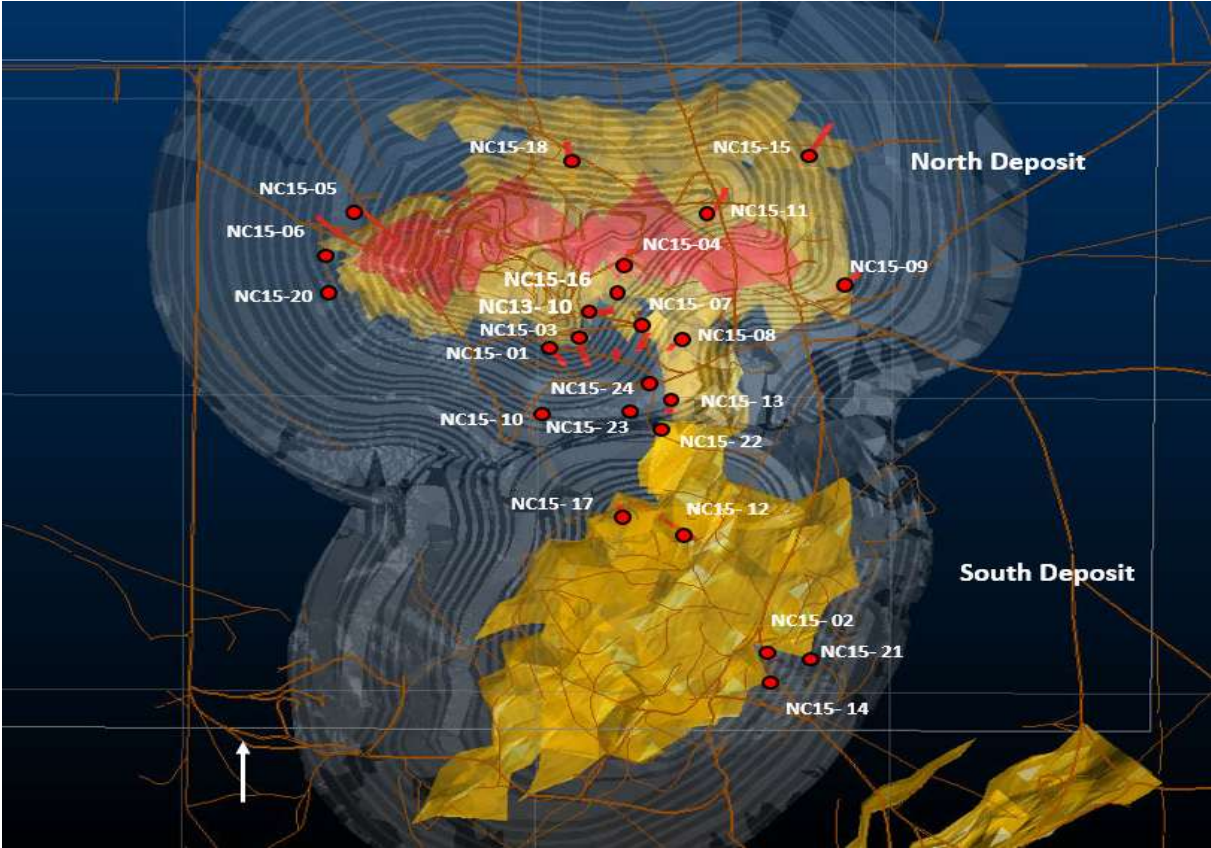 NC15-18
NC15-15
North Deposit
NC15-05
NC15-11
NC15-06
NC15-04
NC15-09
NC15-16
NC15-20
NC13- 10
NC15- 07
NC15-03
NC15-08
NC15- 01
NC15- 24
NC15- 13
NC15- 10
NC15- 23
NC15- 22
NC15- 17
NC15- 12
South Deposit
NC15- 02
NC15- 21
NC15- 14